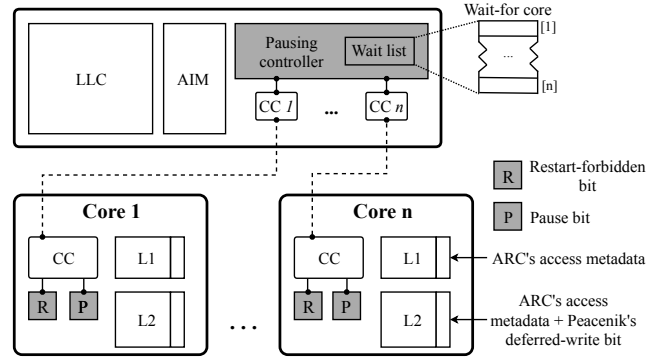 Wait-for core
[1]
...
[n]
LLC
AIM
Pausing
controller
Wait list
CC 1
...
CC n
R
Restart-forbidden
bit
P
Pause bit
Core 1
CC
L1
R
P
L2
...
Core n
CC
L1
R
P
L2
ARC's access metadata
ARC's access
metadata + Peacenik's
deferred-write bit